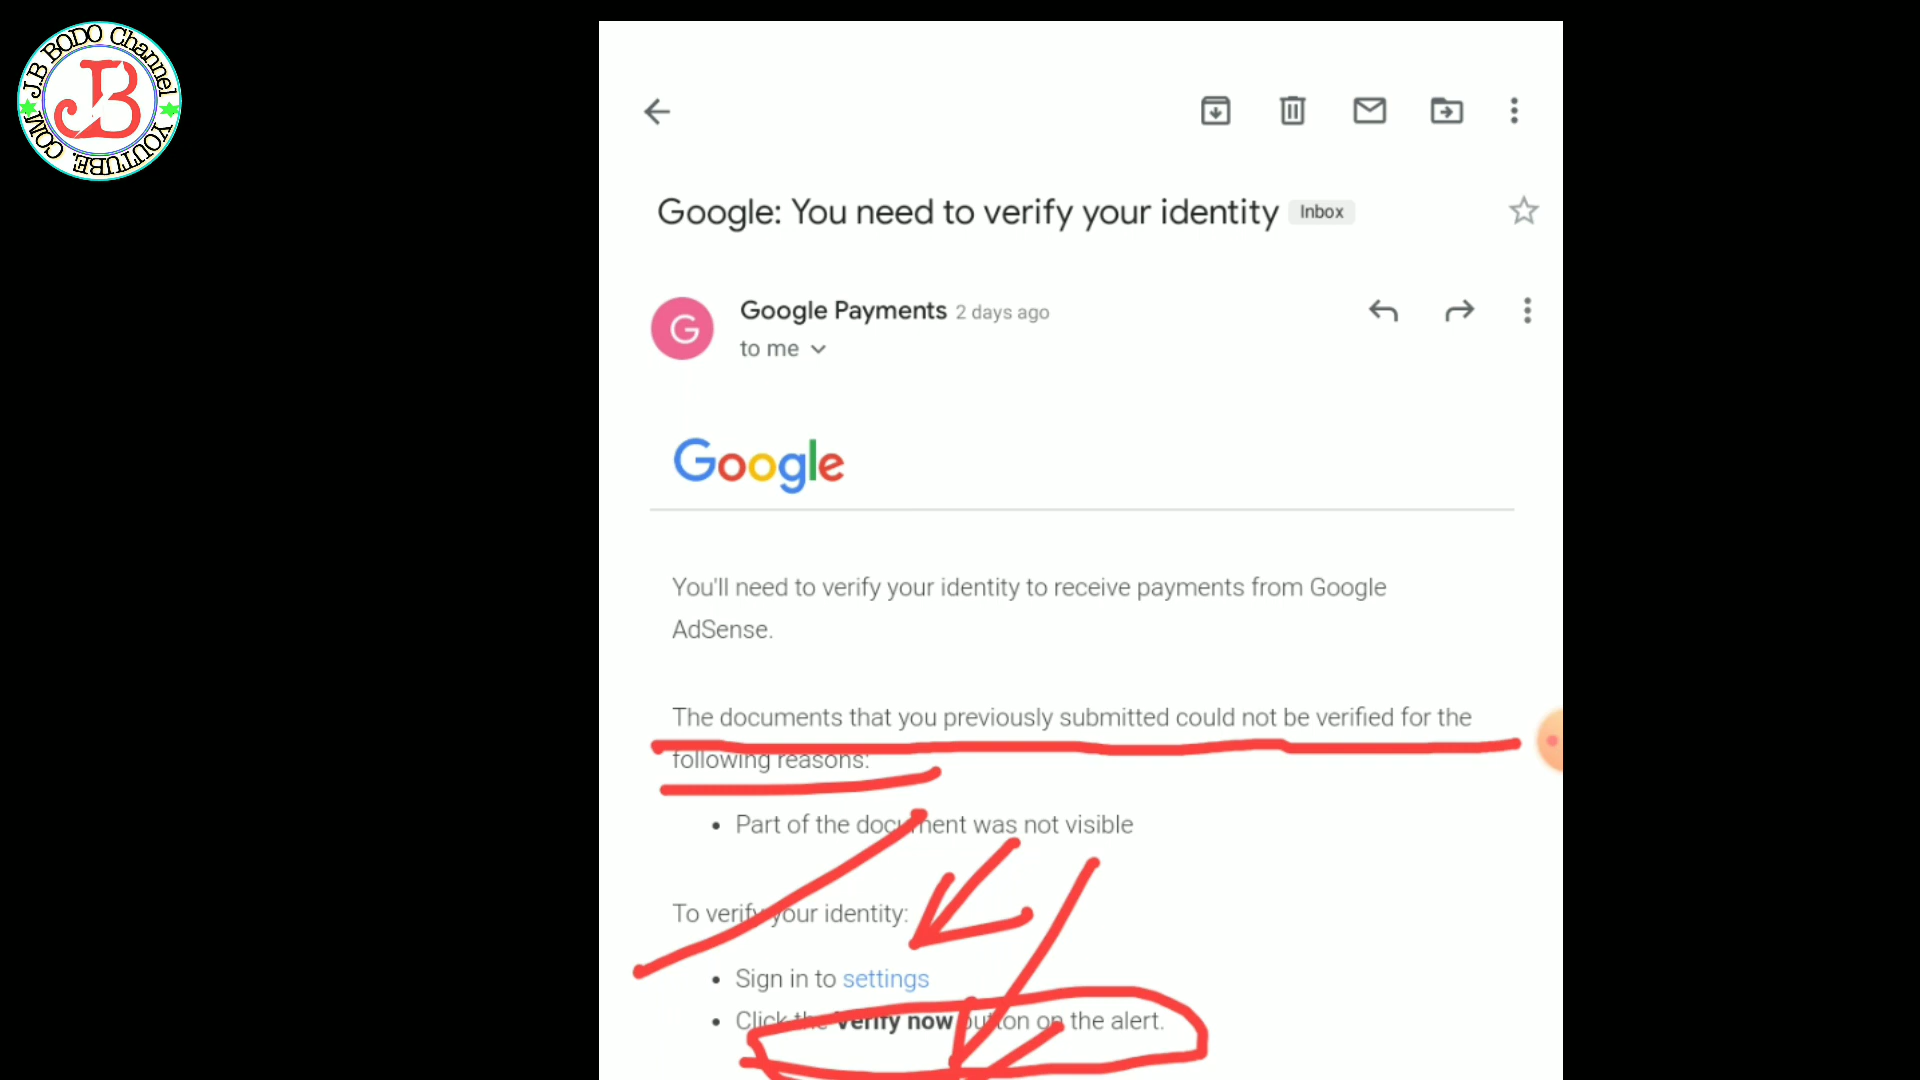 J.B BODO Channel
YOUTUBE.COM
JB
Google: You need to verify your identity Inbox
G
Google Payments 2 days ago
to me
Google
You'll need to verify your identity to receive payments from Google
AdSense.
The documents that you previously submitted could not be verified for the
following reasons:
• Part of the document was not visible
To verify your identity:
• Sign in to settings
• Click the Verify now button on the alert.